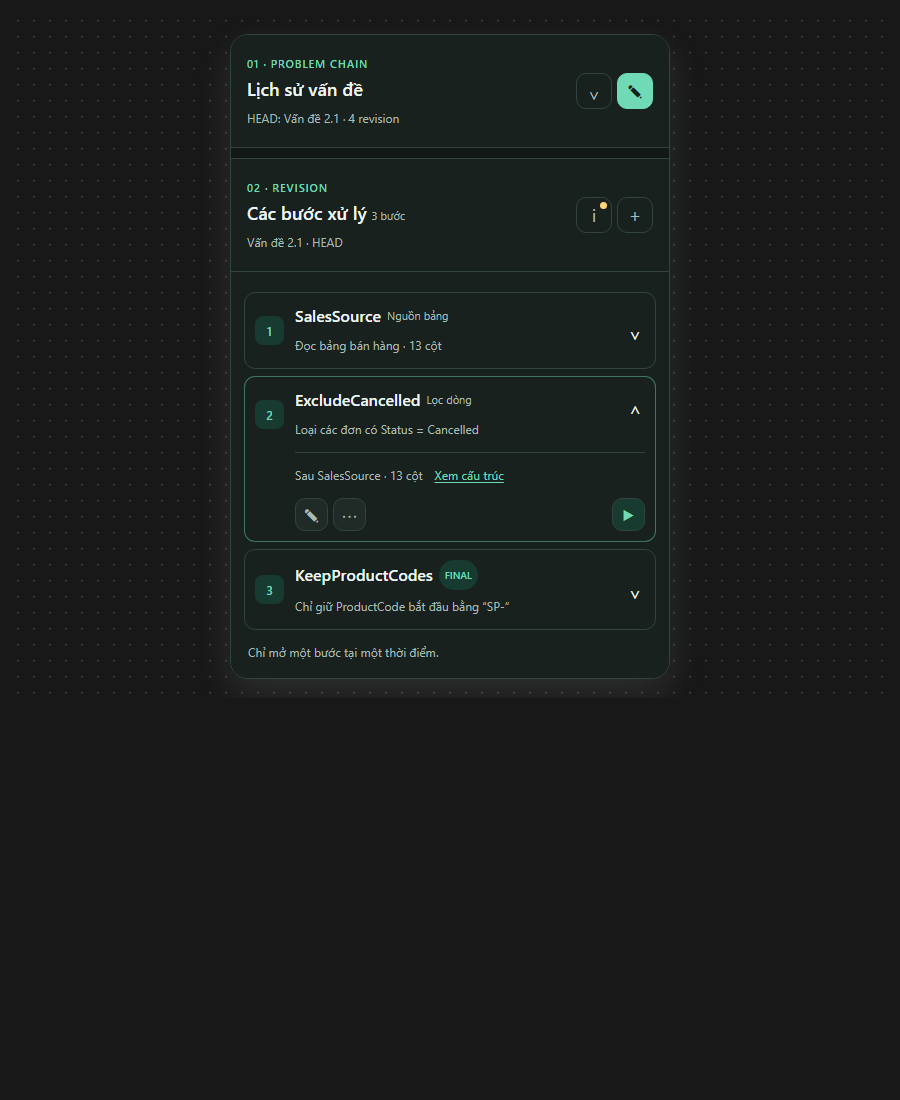 01 · PROBLEM CHAIN
Lịch sử vấn đề
HEAD: Vấn đề 2.1 · 4 revision
02 · REVISION
Các bước xử lý 3 bước
Vấn đề 2.1 · HEAD
i
+
1
SalesSource Nguồn bảng
Đọc bảng bán hàng · 13 cột
2
ExcludeCancelled Lọc dòng
Loại các đơn có Status = Cancelled
Sau SalesSource · 13 cột Xem cấu trúc
...
3
KeepProductCodes FINAL
Chỉ giữ ProductCode bắt đầu bằng “SP-”
Chỉ mở một bước tại một thời điểm.